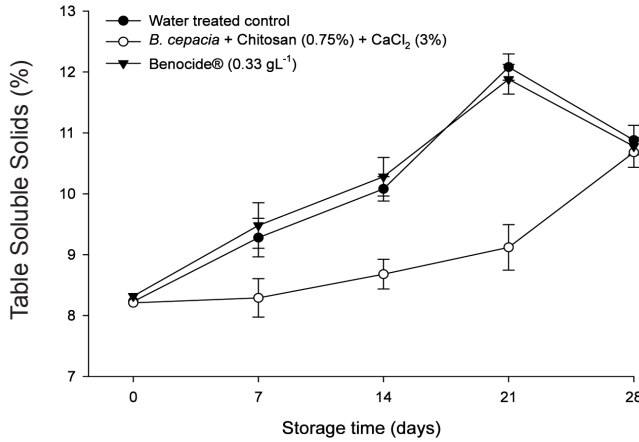 Water treated control
B. cepacia + Chitosan (0.75%) + CaCl₂ (3%)
Benocide® (0.33 gL⁻¹)
Table Soluble Solids (%)
13
12
11
10
9
8
7
0 7 14 21 28
Storage time (days)